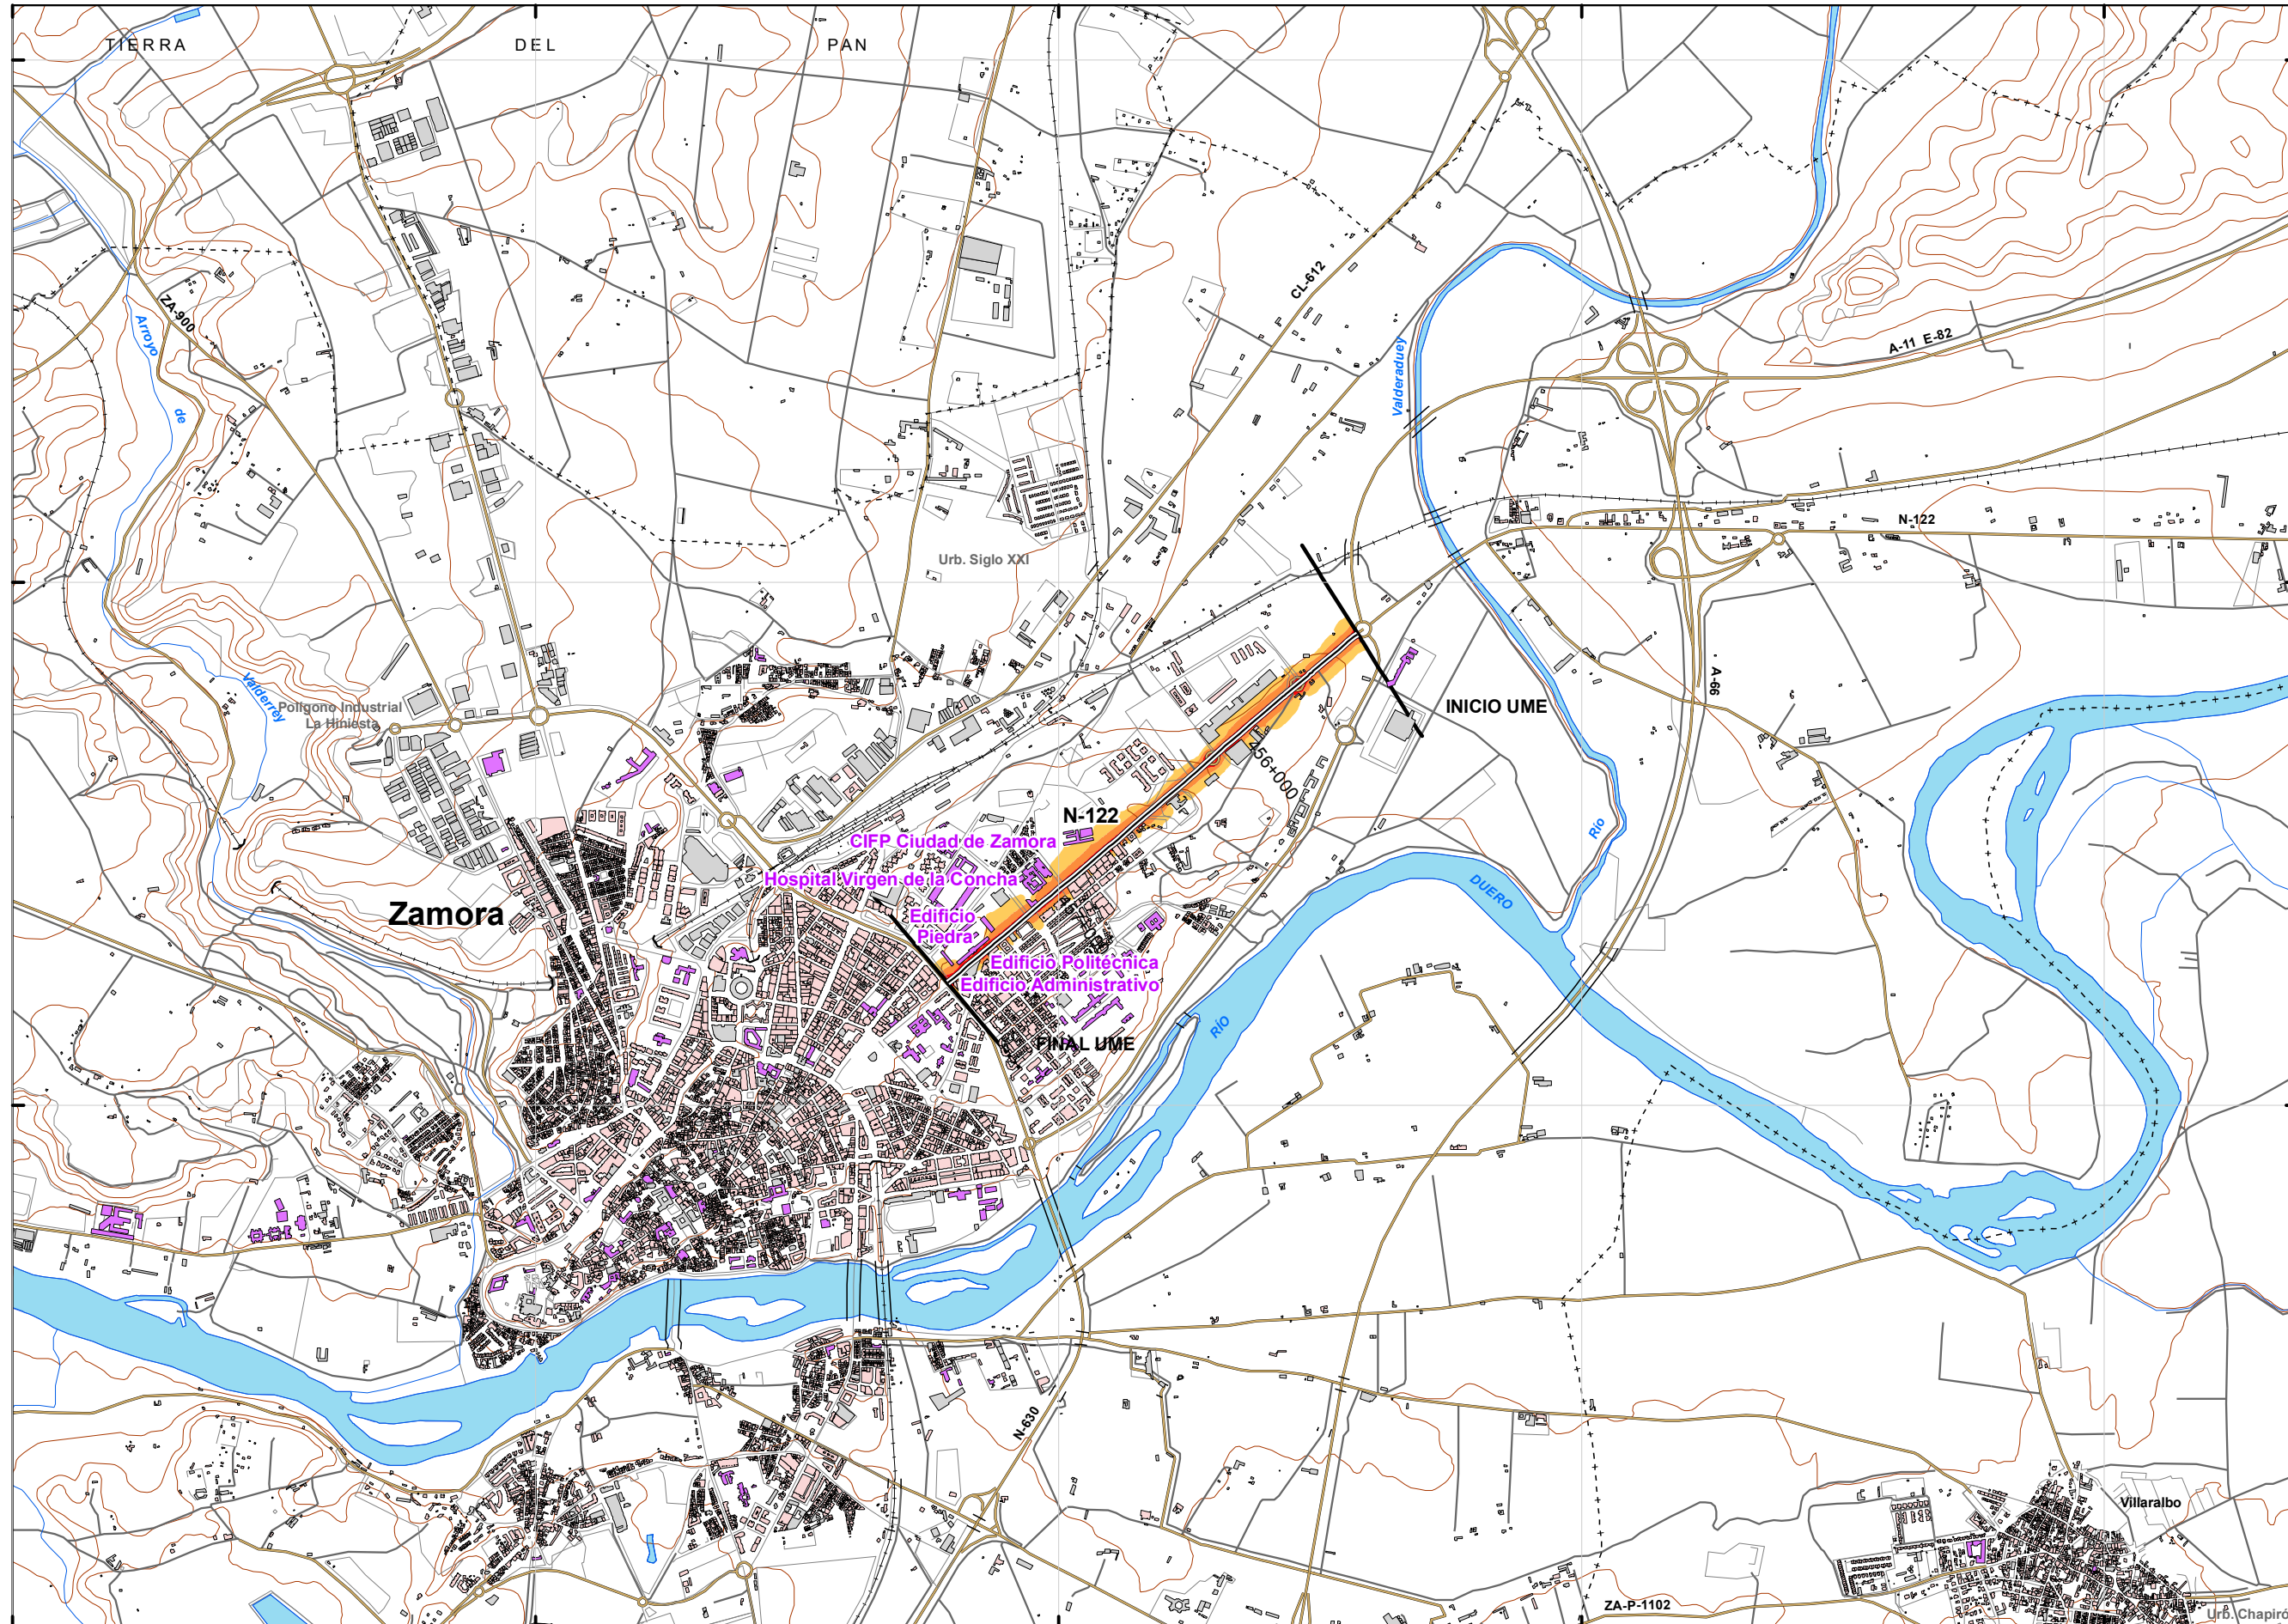 TIERRA DEL PAN
CL-612
ZA-900
Arroyo
de
Valderrey
Valderaduey
A-11 E-82
N-122
Urb. Siglo XXI
A-66
INICIO UME
Polígono Industrial
La Hiniesta
456+000
N-122
CIFP Ciudad de Zamora
Río
Hospital Virgen de la Concha
DUERO
Zamora
Edificio
Piedra
Edificio Politécnica
Edificio Administrativo
RÍO
FINAL UME
N-630
Villaralbo
ZA-P-1102
Urb. Chapiro